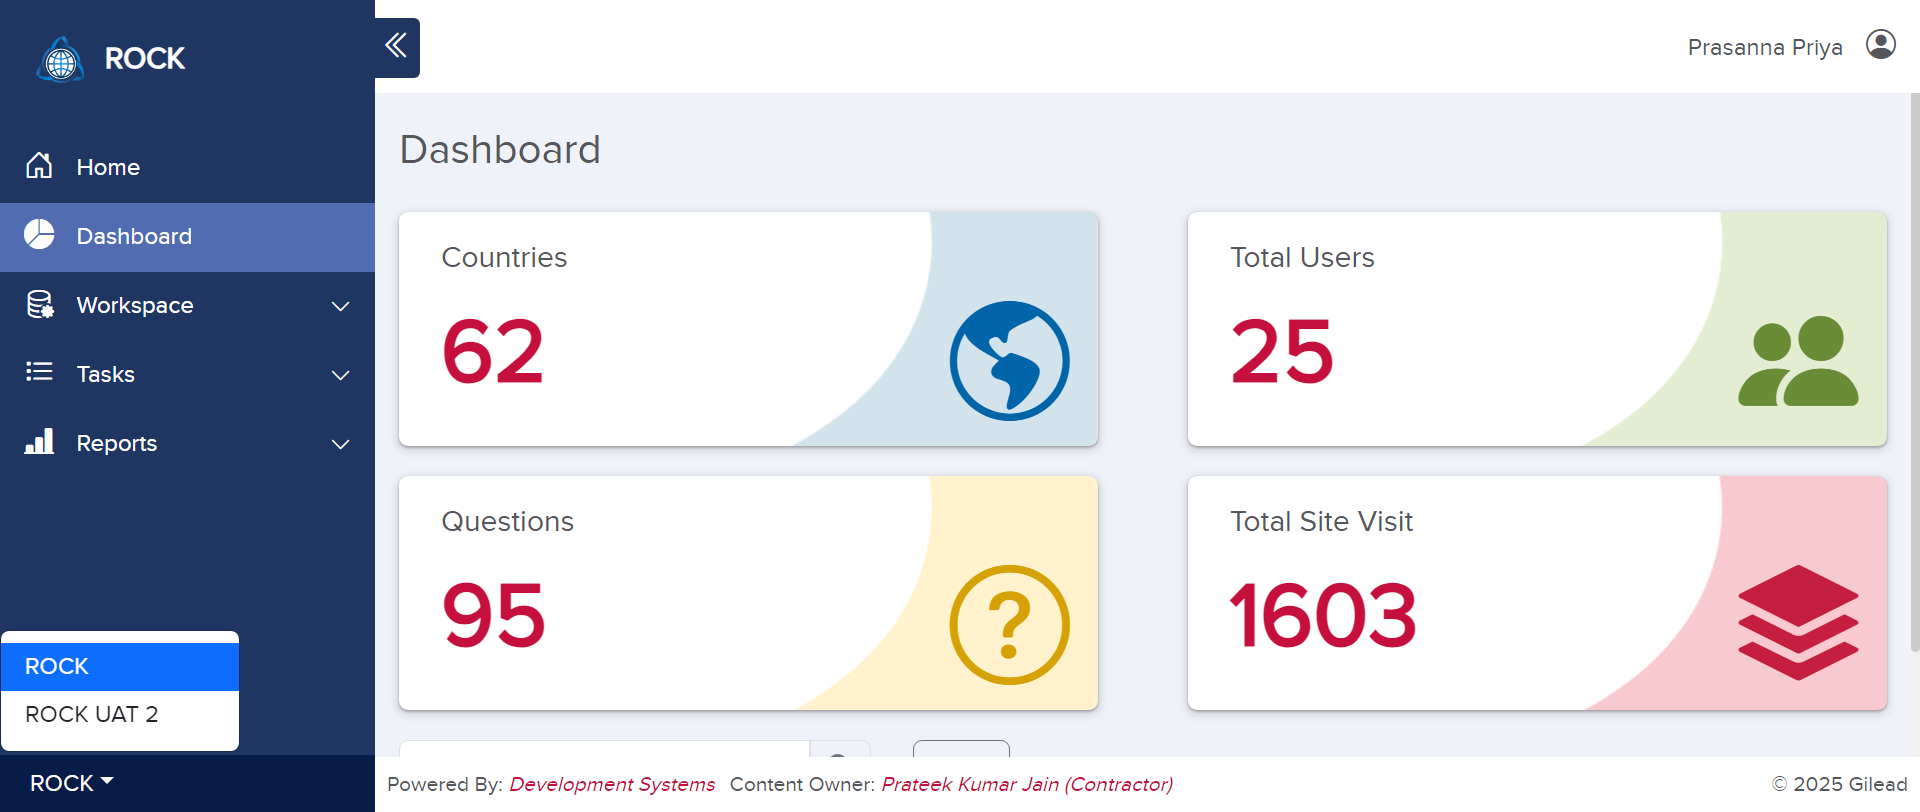 ROCK
Prasanna Priya
Home
Dashboard
Workspace
Tasks
Reports
ROCK
ROCK UAT 2
ROCK
Dashboard
Countries
62
Total Users
25
Questions
95
?
Total Site Visit
1603
Powered By: Development Systems Content Owner: Prateek Kumar Jain (Contractor)
© 2025 Gilead